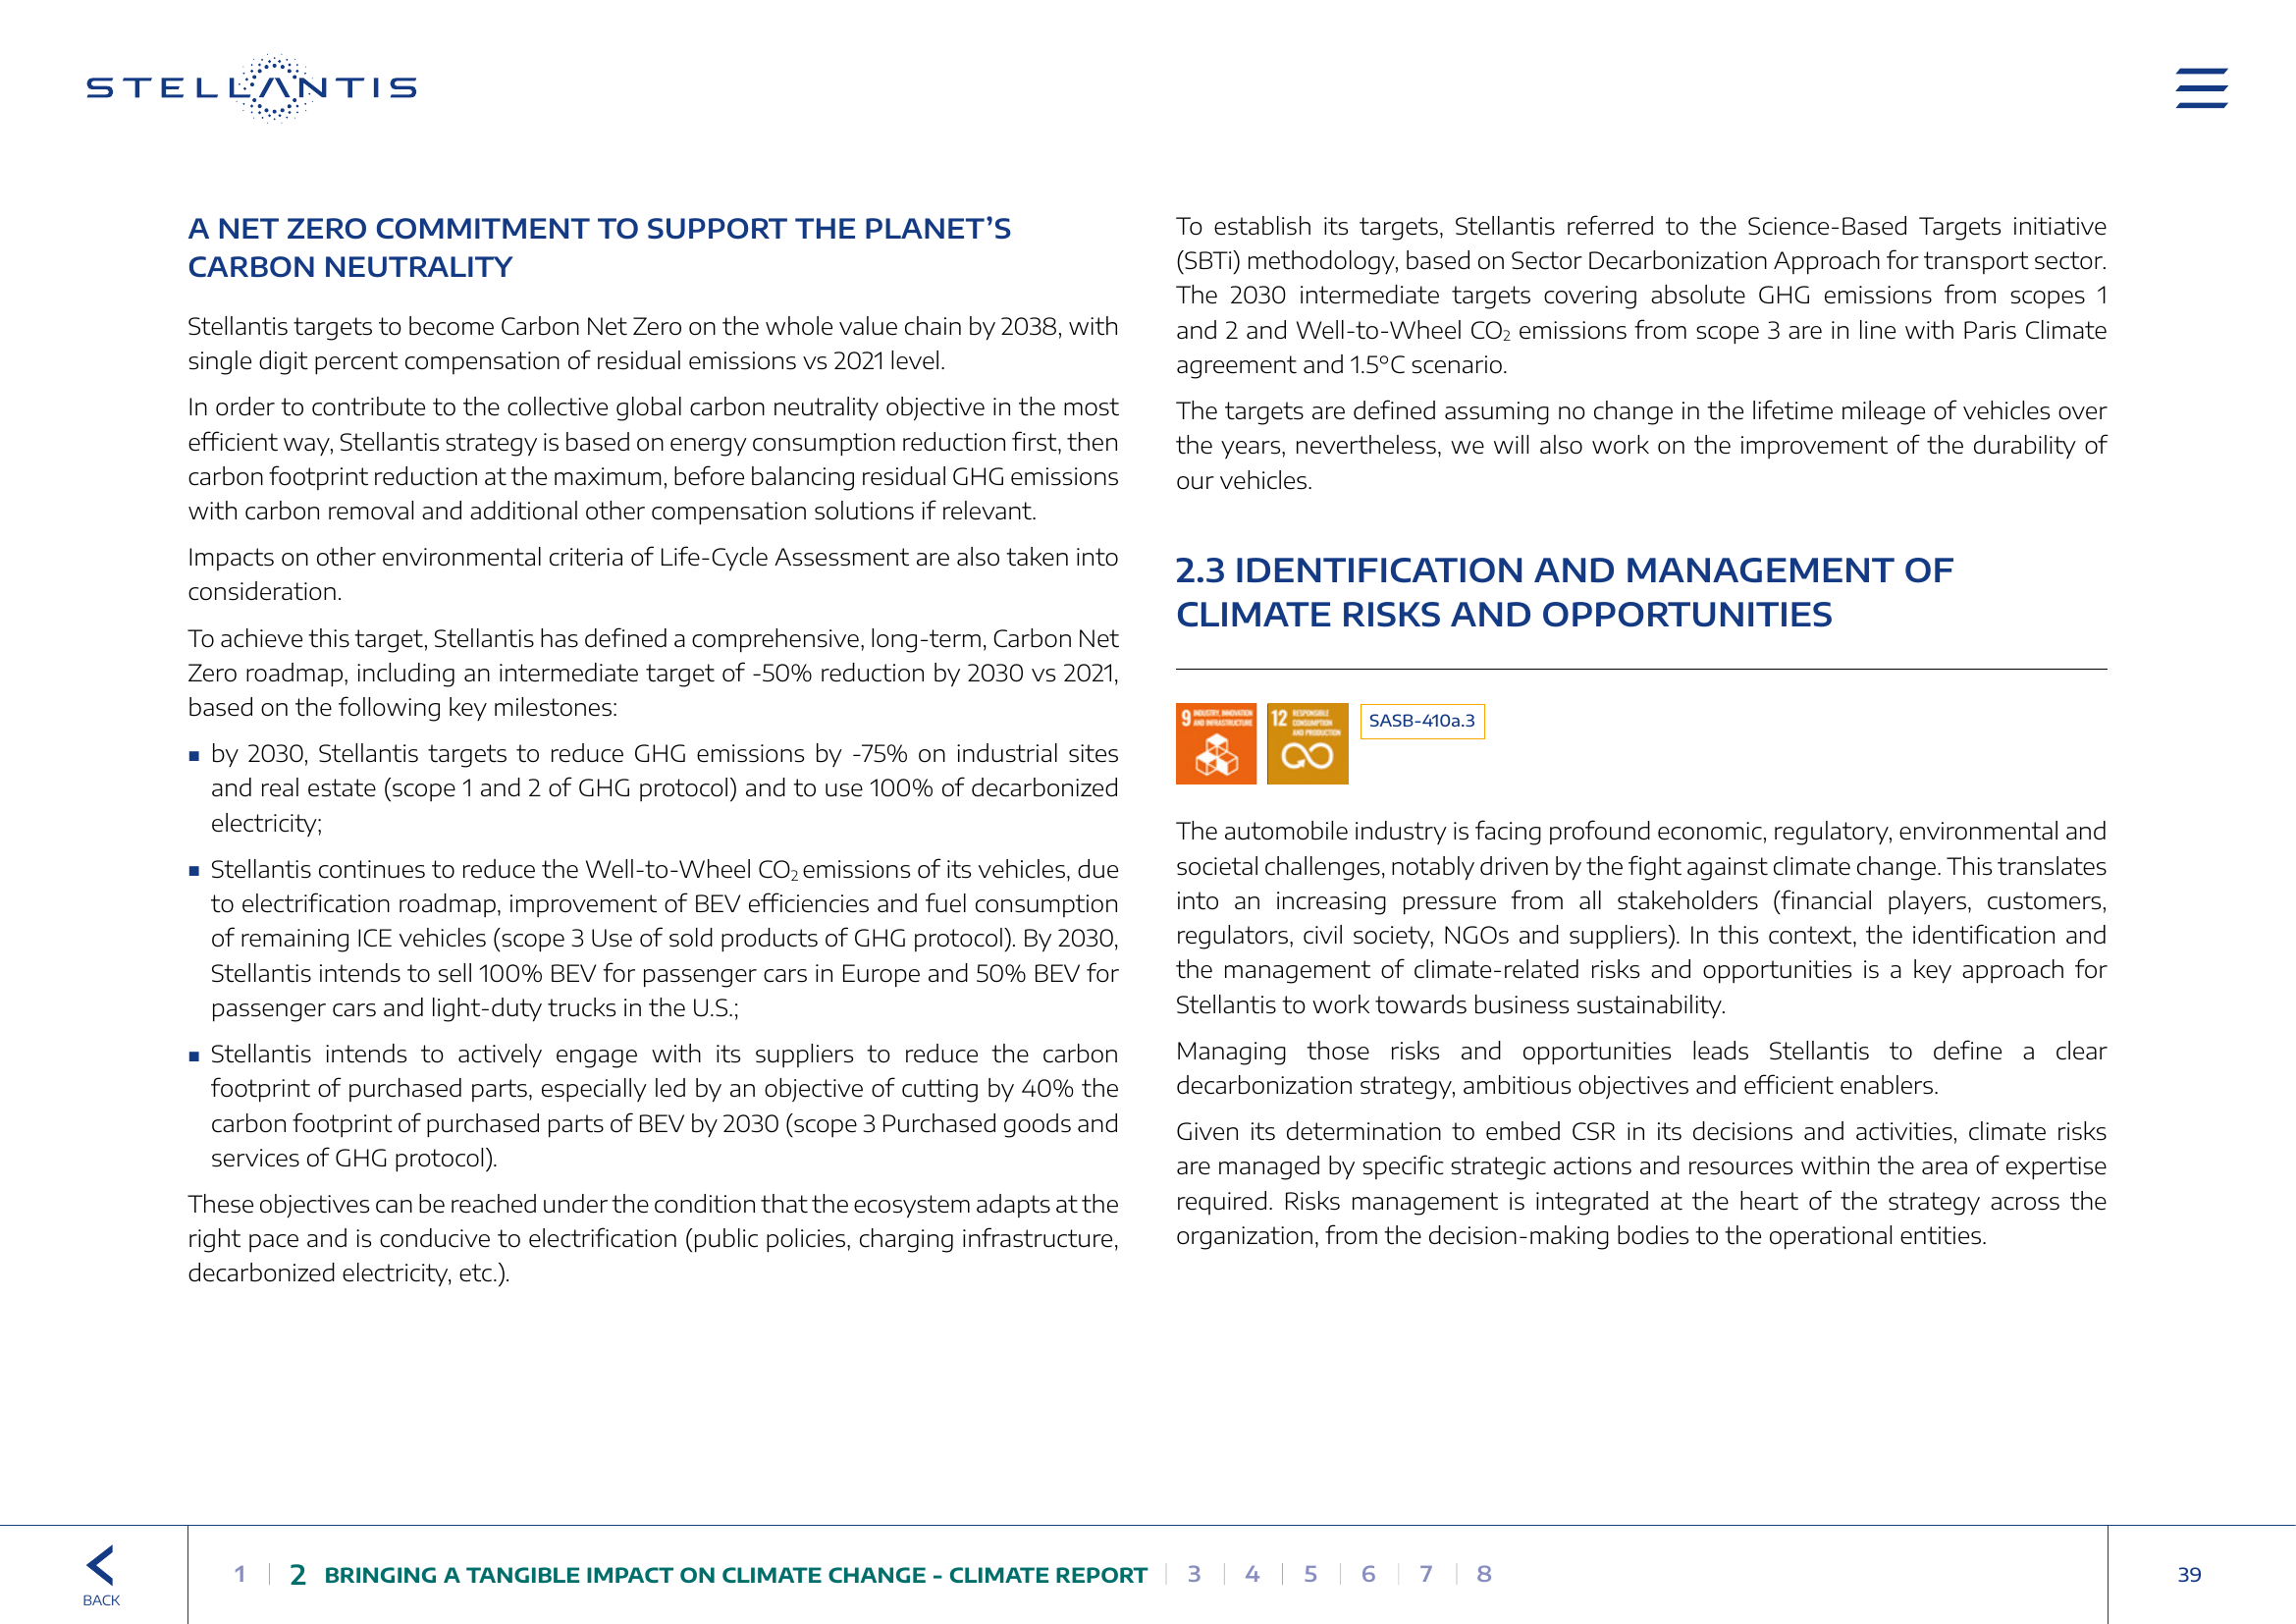 STELLANTIS
A NET ZERO COMMITMENT TO SUPPORT THE PLANET’S
CARBON NEUTRALITY
Stellantis targets to become Carbon Net Zero on the whole value chain by 2038, with
single digit percent compensation of residual emissions vs 2021 level.
In order to contribute to the collective global carbon neutrality objective in the most
efficient way, Stellantis strategy is based on energy consumption reduction first, then
carbon footprint reduction at the maximum, before balancing residual GHG emissions
with carbon removal and additional other compensation solutions if relevant.
Impacts on other environmental criteria of Life-Cycle Assessment are also taken into
consideration.
To achieve this target, Stellantis has defined a comprehensive, long-term, Carbon Net
Zero roadmap, including an intermediate target of -50% reduction by 2030 vs 2021,
based on the following key milestones:
■ by 2030, Stellantis targets to reduce GHG emissions by -75% on industrial sites
and real estate (scope 1 and 2 of GHG protocol) and to use 100% of decarbonized
electricity;
■ Stellantis continues to reduce the Well-to-Wheel CO₂ emissions of its vehicles, due
to electrification roadmap, improvement of BEV efficiencies and fuel consumption
of remaining ICE vehicles (scope 3 Use of sold products of GHG protocol). By 2030,
Stellantis intends to sell 100% BEV for passenger cars in Europe and 50% BEV for
passenger cars and light-duty trucks in the U.S.;
■ Stellantis intends to actively engage with its suppliers to reduce the carbon
footprint of purchased parts, especially led by an objective of cutting by 40% the
carbon footprint of purchased parts of BEV by 2030 (scope 3 Purchased goods and
services of GHG protocol).
These objectives can be reached under the condition that the ecosystem adapts at the
right pace and is conducive to electrification (public policies, charging infrastructure,
decarbonized electricity, etc.).
To establish its targets, Stellantis referred to the Science-Based Targets initiative
(SBTi) methodology, based on Sector Decarbonization Approach for transport sector.
The 2030 intermediate targets covering absolute GHG emissions from scopes 1
and 2 and Well-to-Wheel CO₂ emissions from scope 3 are in line with Paris Climate
agreement and 1.5°C scenario.
The targets are defined assuming no change in the lifetime mileage of vehicles over
the years, nevertheless, we will also work on the improvement of the durability of
our vehicles.
2.3 IDENTIFICATION AND MANAGEMENT OF
CLIMATE RISKS AND OPPORTUNITIES
9 INDUSTRY, INNOVATION
AND INFRASTRUCTURE
12 RESPONSIBLE
CONSUMPTION
AND PRODUCTION
SASB-410a.3
The automobile industry is facing profound economic, regulatory, environmental and
societal challenges, notably driven by the fight against climate change. This translates
into an increasing pressure from all stakeholders (financial players, customers,
regulators, civil society, NGOs and suppliers). In this context, the identification and
the management of climate-related risks and opportunities is a key approach for
Stellantis to work towards business sustainability.
Managing those risks and opportunities leads Stellantis to define a clear
decarbonization strategy, ambitious objectives and efficient enablers.
Given its determination to embed CSR in its decisions and activities, climate risks
are managed by specific strategic actions and resources within the area of expertise
required. Risks management is integrated at the heart of the strategy across the
organization, from the decision-making bodies to the operational entities.
BACK
1 2 BRINGING A TANGIBLE IMPACT ON CLIMATE CHANGE - CLIMATE REPORT 3 4 5 6 7 8
39